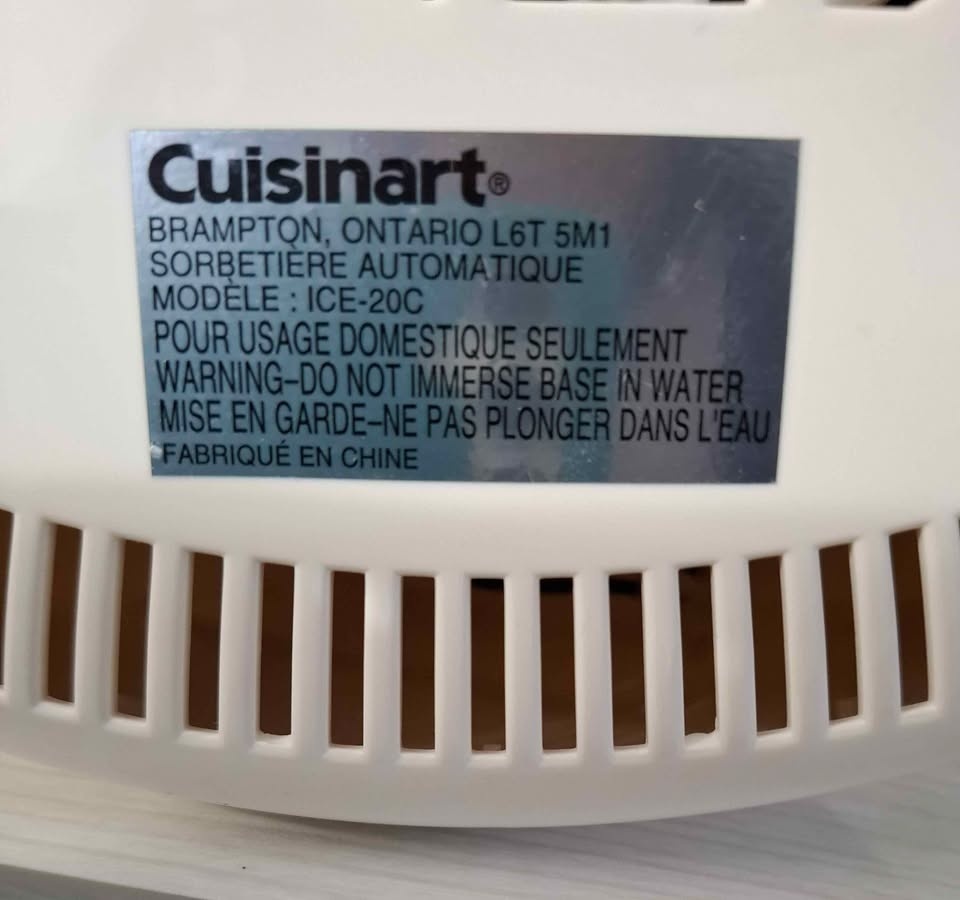 Cuisinart®
BRAMPTON, ONTARIO L6T 5M1
SORBETIÈRE AUTOMATIQUE
MODÈLE : ICE-20C
POUR USAGE DOMESTIQUE SEULEMENT
WARNING–DO NOT IMMERSE BASE IN WATER
MISE EN GARDE–NE PAS PLONGER DANS L'EAU
FABRIQUÉ EN CHINE